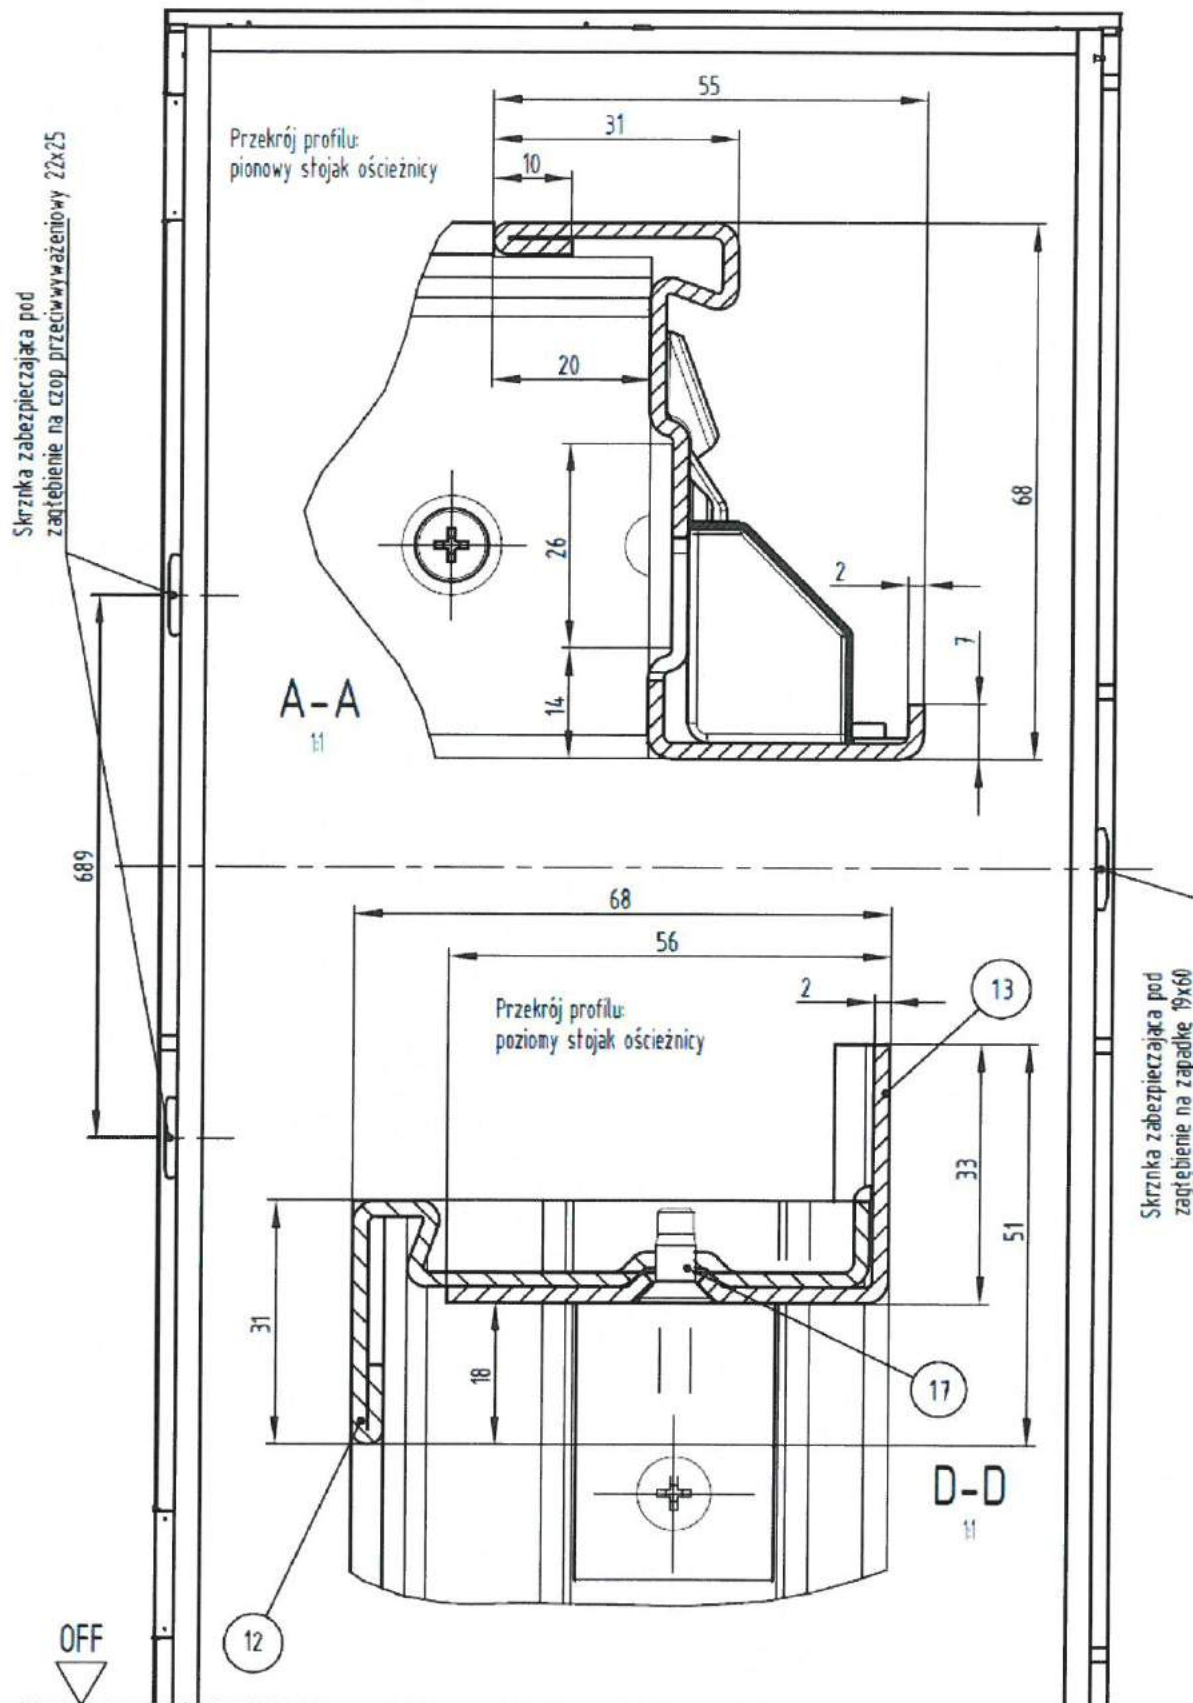 55
31
10
Przekrój profilu:
pionowy stojak ościeżnicy
Skrznka zabezpieczająca pod
zagłębienie na czop przeciwwyważeniowy 22x25
20
68
26
2
7
14
A-A
1:1
689
68
56
2
13
Przekrój profilu:
poziomy stojak ościeżnicy
Skrznka zabezpieczająca pod
zagłębienie na zapadkę 19x60
33
51
31
18
17
D-D
1:1
12
OFF